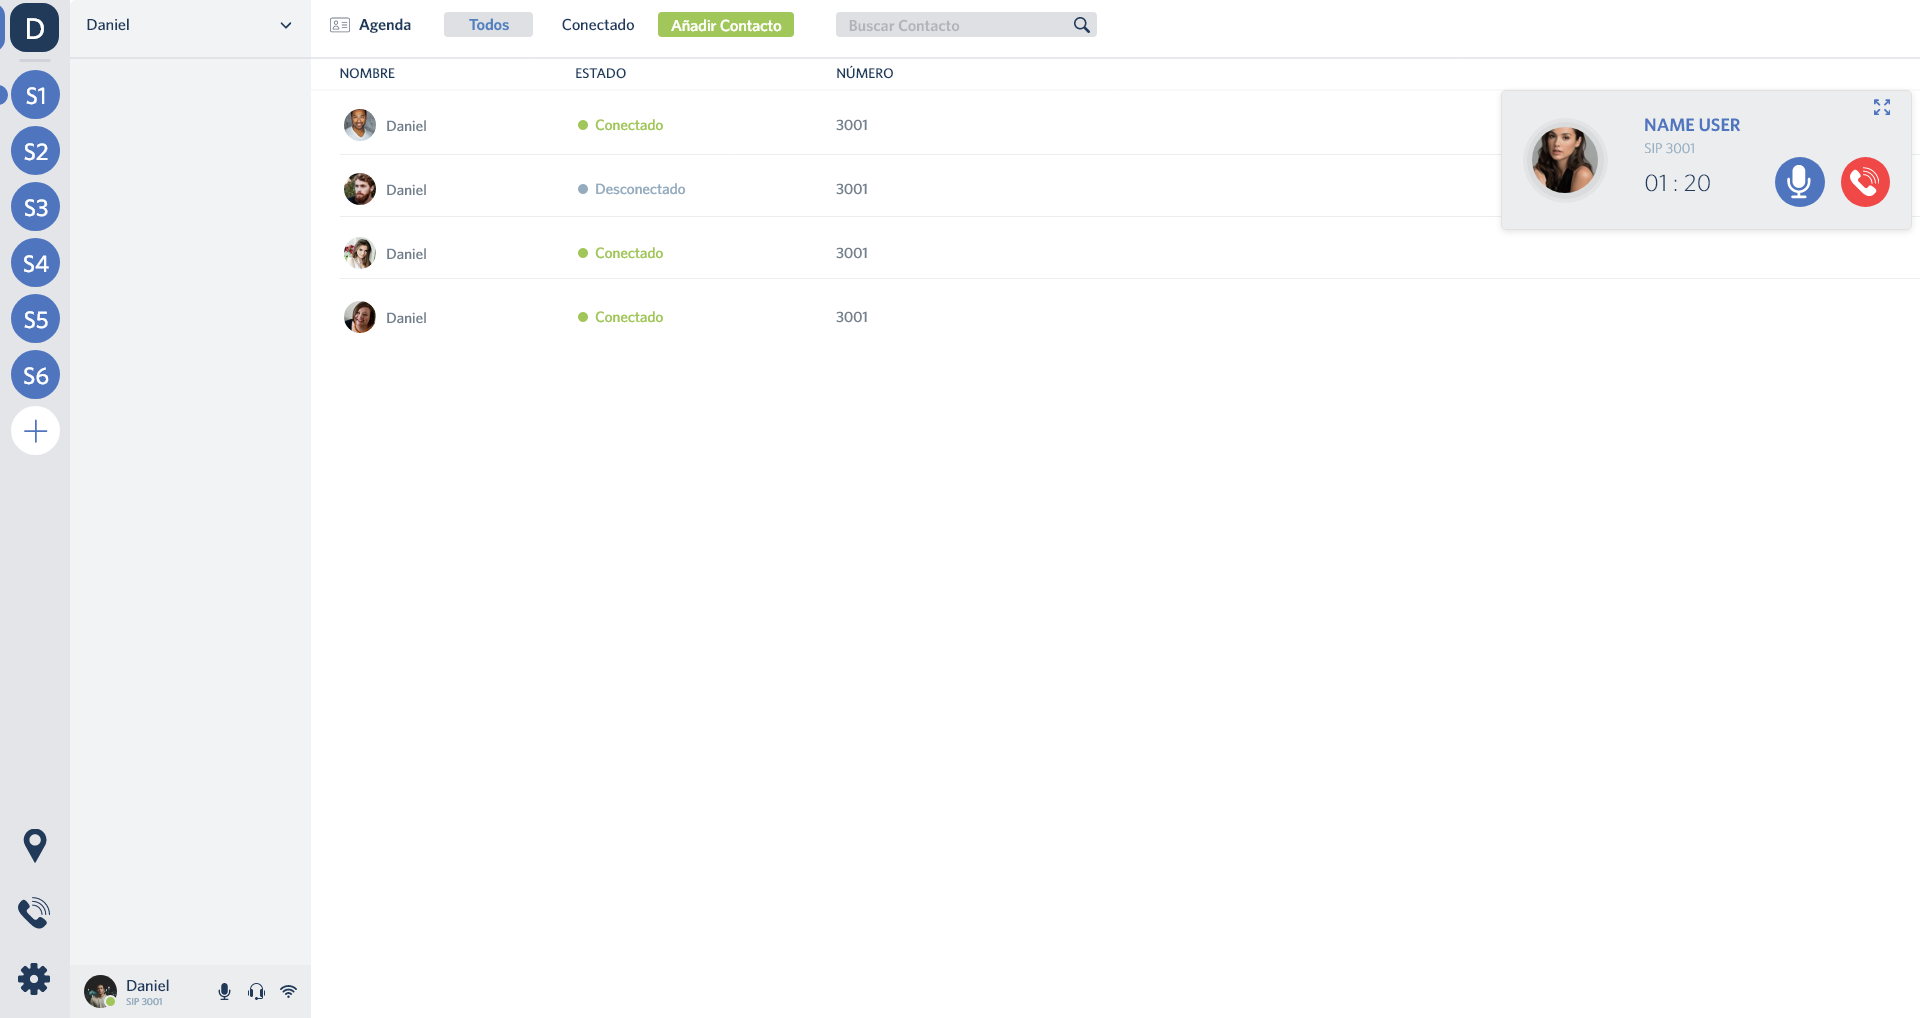 D
S1
S2
S3
S4
S5
S6
Daniel
Agenda
Todos
Conectado
Añadir Contacto
Buscar Contacto
NOMBRE ESTADO NÚMERO
Daniel Conectado 3001
Daniel Desconectado 3001
Daniel Conectado 3001
Daniel Conectado 3001
NAME USER
SIP 3001
01 : 20
Daniel
SIP 3001